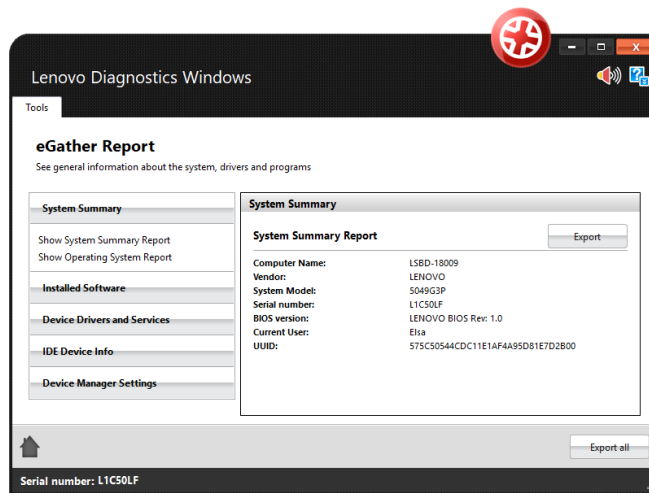 Lenovo Diagnostics Windows
Tools
eGather Report
See general information about the system, drivers and programs
System Summary
Show System Summary Report
Show Operating System Report
Installed Software
Device Drivers and Services
IDE Device Info
Device Manager Settings
System Summary
System Summary Report
Export
Computer Name: LSBD-18009
Vendor: LENOVO
System Model: 5049G3P
Serial number: L1C50LF
BIOS version: LENOVO BIOS Rev: 1.0
Current User: Elsa
UUID: 575C50544CDC11E1AF4A95D81E7D2B00
Export all
Serial number: L1C50LF